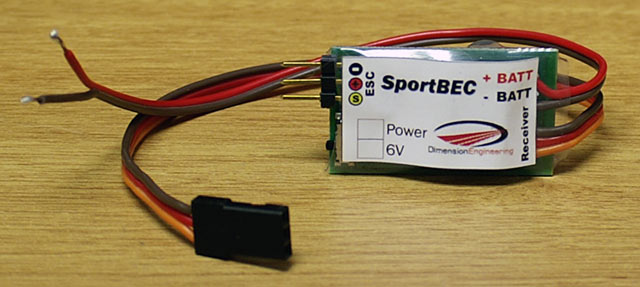 ESC
- + S
SportBEC
+ BATT
- BATT
Power
6V
DimensionEngineering
Receiver